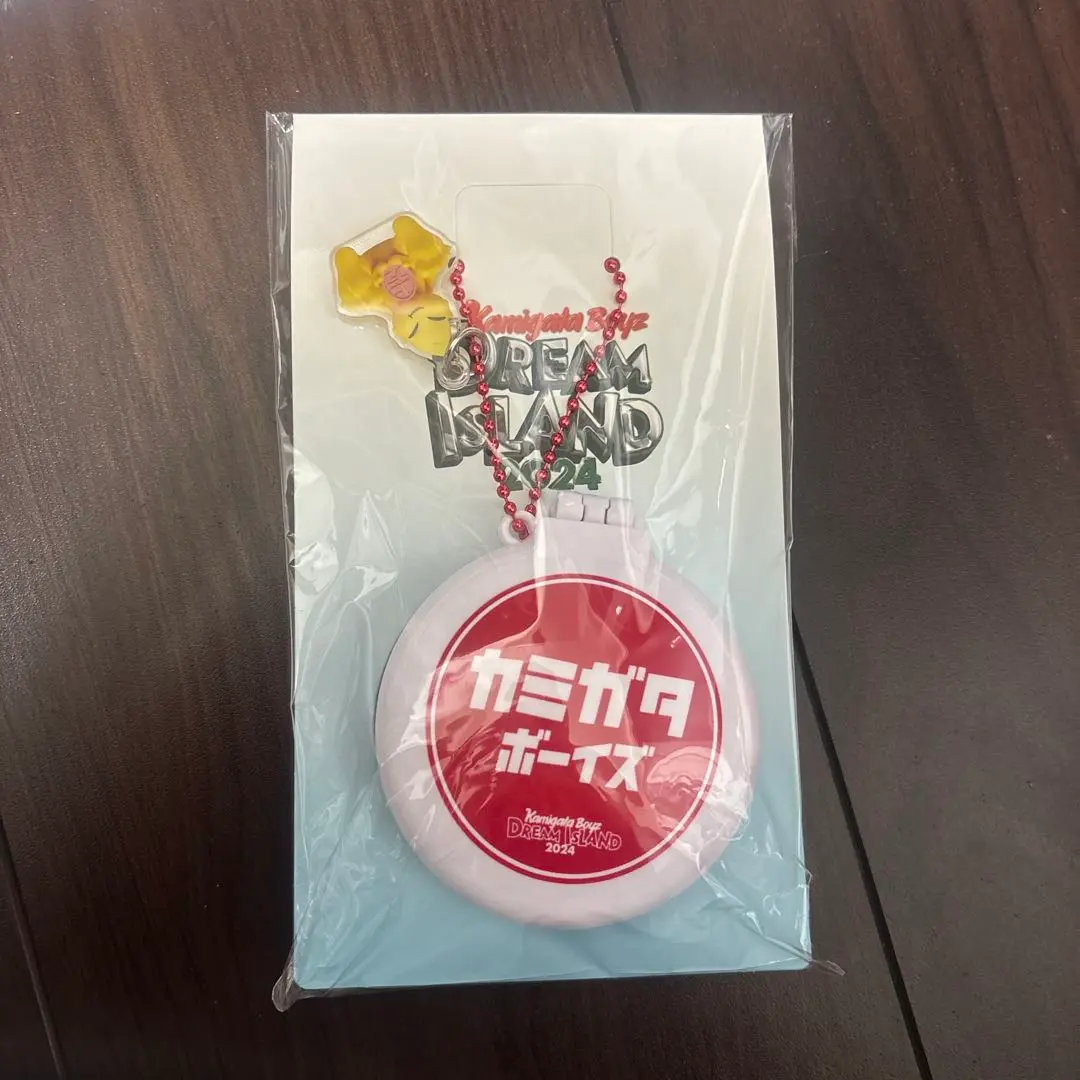 Kamigata Boyz
DREAM
ISLAND
2024
カミガタ
ボーイズ
Kamigata Boyz
DREAM ISLAND
2024